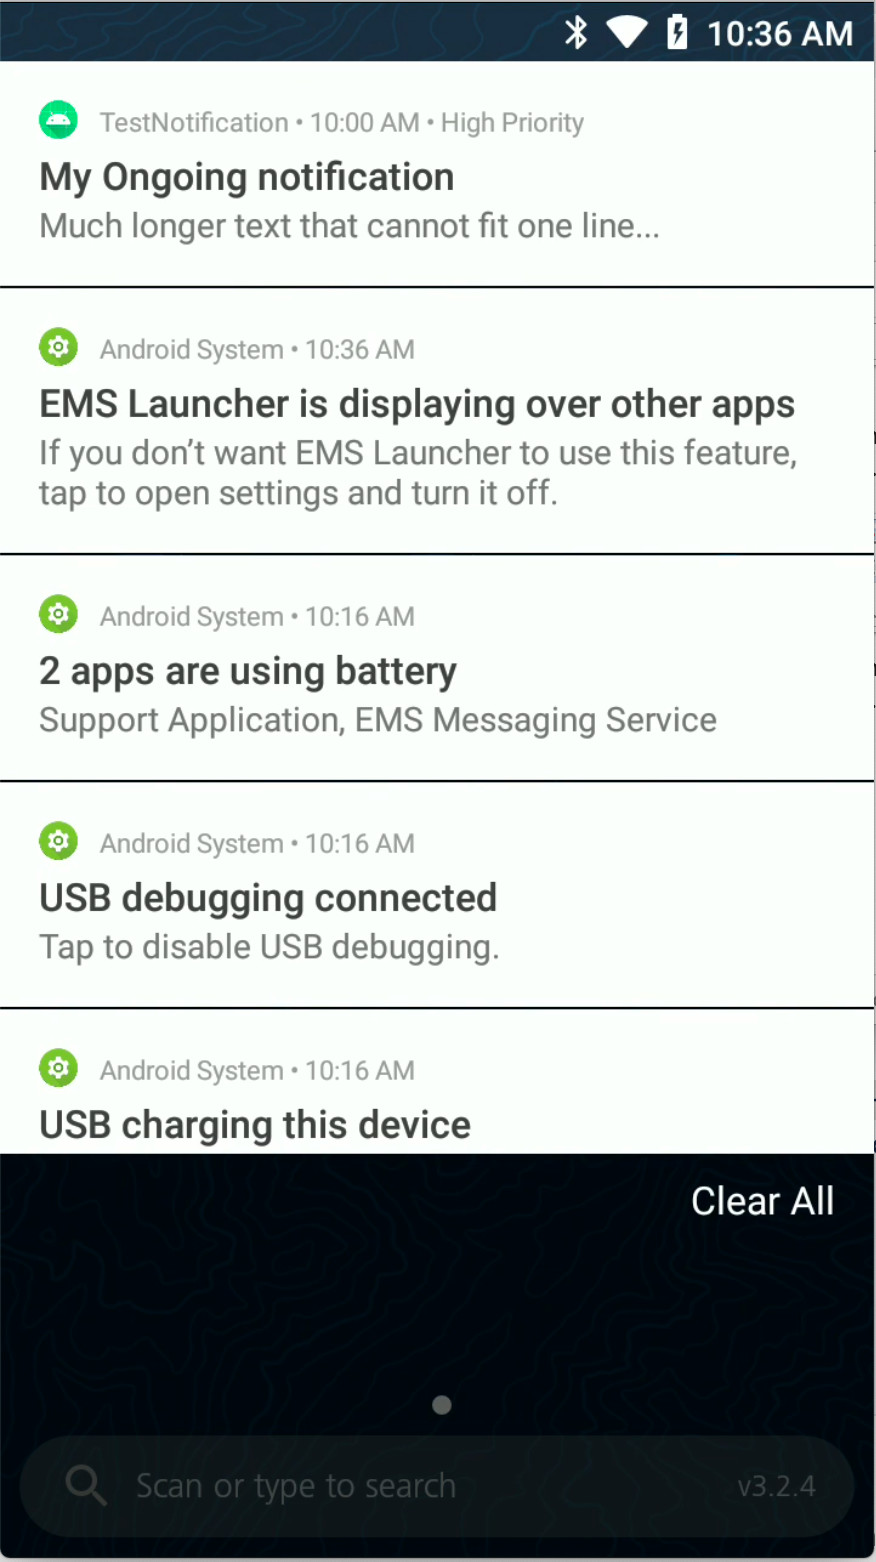 10:36 AM
TestNotification • 10:00 AM • High Priority
My Ongoing notification
Much longer text that cannot fit one line...
Android System • 10:36 AM
EMS Launcher is displaying over other apps
If you don’t want EMS Launcher to use this feature,
tap to open settings and turn it off.
Android System • 10:16 AM
2 apps are using battery
Support Application, EMS Messaging Service
Android System • 10:16 AM
USB debugging connected
Tap to disable USB debugging.
Android System • 10:16 AM
USB charging this device
Clear All
Scan or type to search v3.2.4